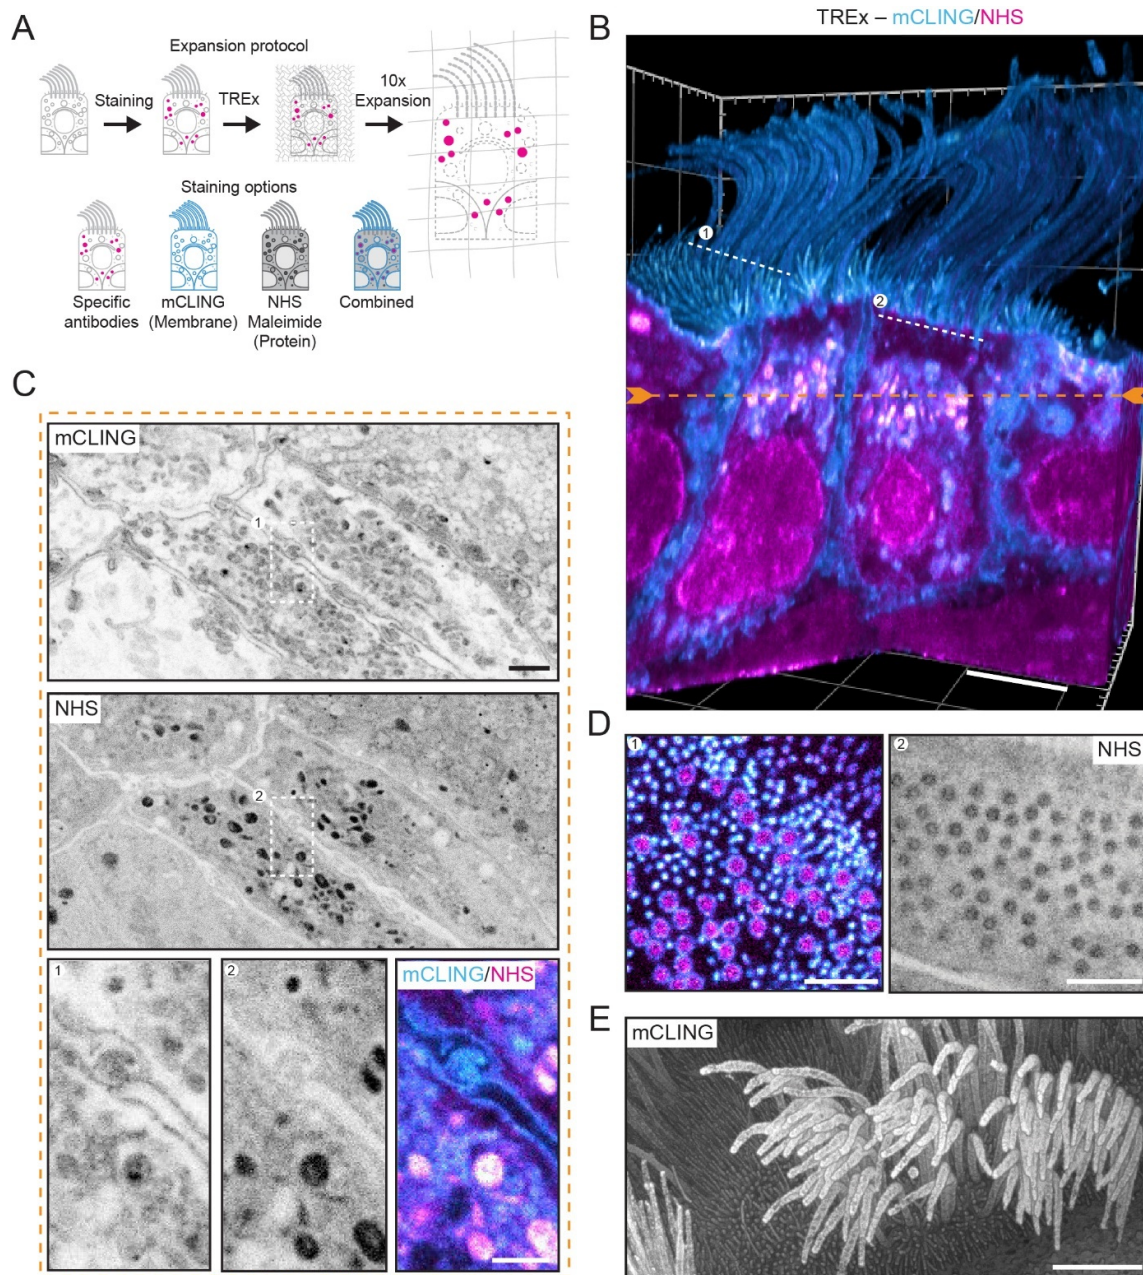 A
Expansion protocol
Staining
TREx
10x
Expansion
Staining options
Specific
antibodies
mCLING
(Membrane)
NHS
Maleimide
(Protein)
Combined
B
TREx – mCLING/NHS
1
2
C
mCLING
1
NHS
2
1
2
mCLING/NHS
D
1
2
NHS
E
mCLING